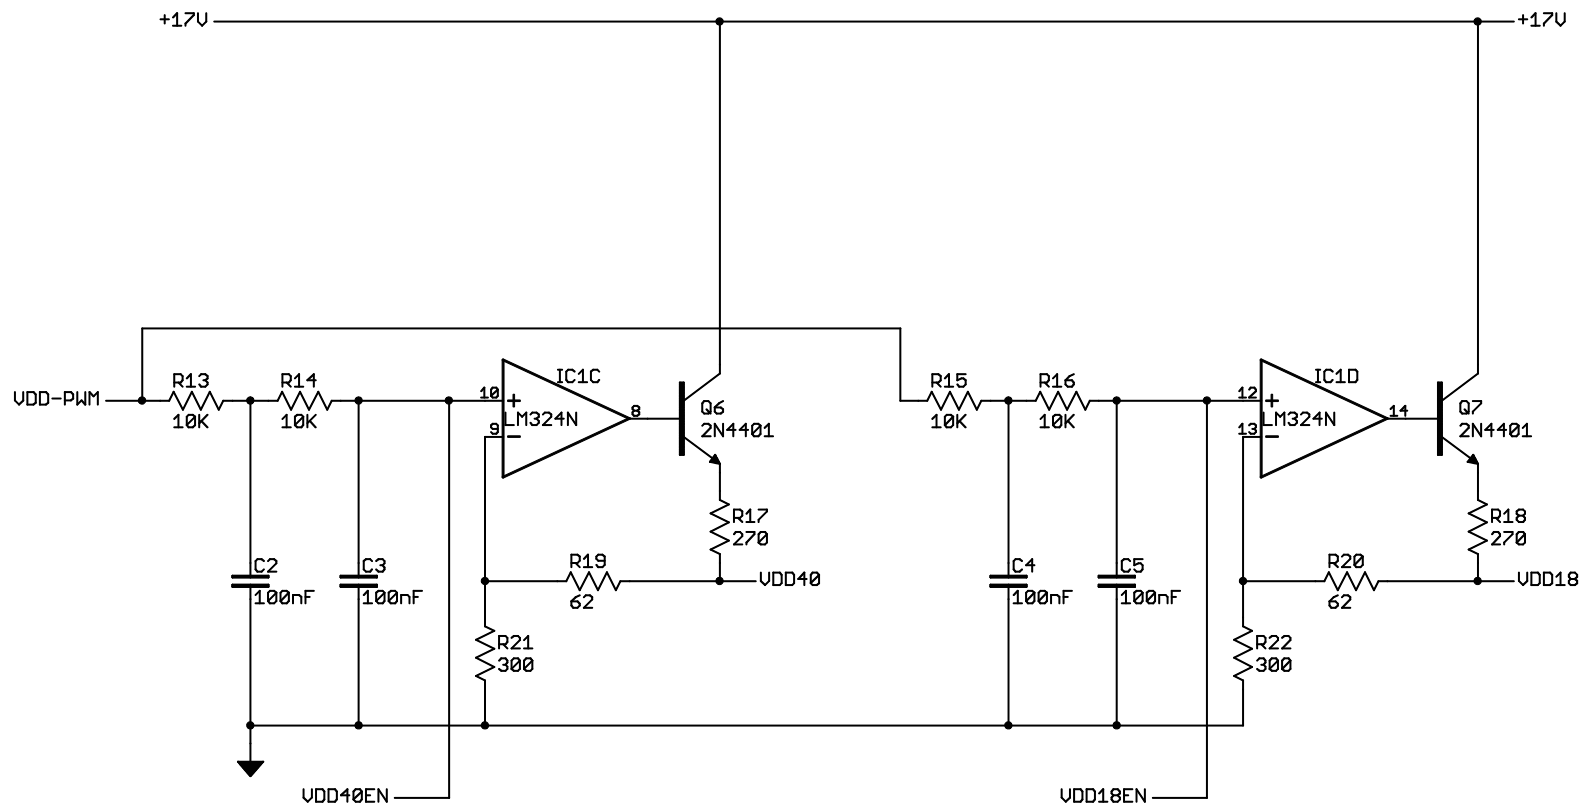 +17V
+17V
VDD-PWM
R13
10K
R14
10K
10
9
IC1C
LM324N
8
Q6
2N4401
R17
270
R15
10K
R16
10K
12
13
IC1D
LM324N
14
Q7
2N4401
R18
270
C2
100nF
C3
100nF
R19
62
VDD40
C4
100nF
C5
100nF
R20
62
VDD18
R21
300
R22
300
VDD40EN
VDD18EN